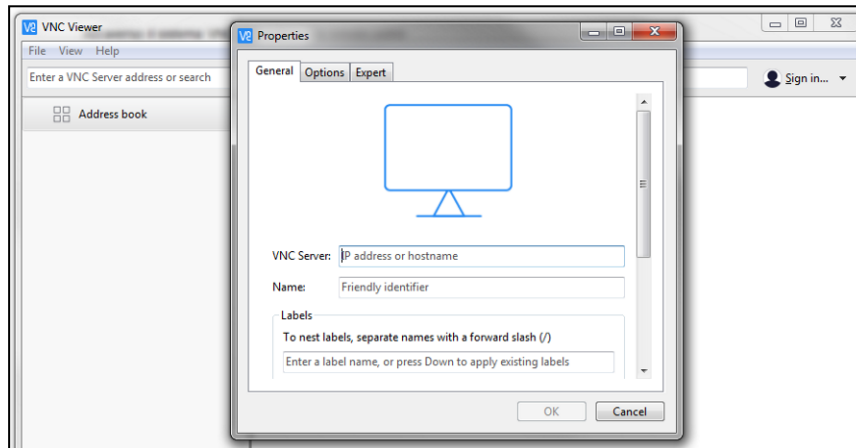 VNC Viewer
File View Help
Enter a VNC Server address or search
Sign in...
Address book
Properties
General Options Expert
VNC Server: IP address or hostname
Name: Friendly identifier
Labels
To nest labels, separate names with a forward slash (/)
Enter a label name, or press Down to apply existing labels
OK Cancel